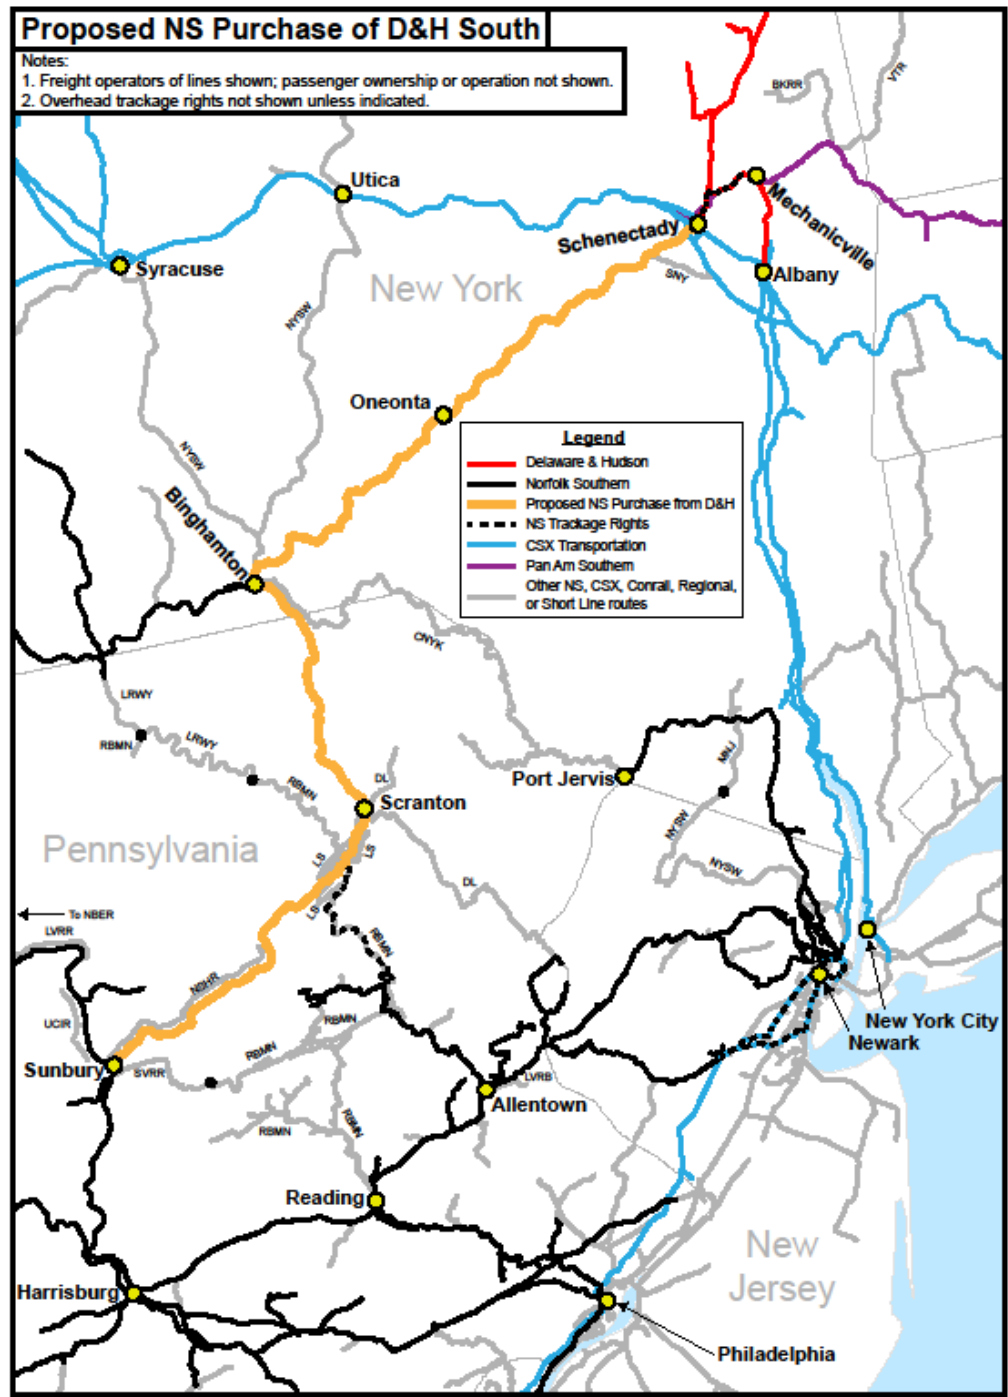 Proposed NS Purchase of D&H South
Notes:
1. Freight operators of lines shown; passenger ownership or operation not shown.
2. Overhead trackage rights not shown unless indicated.
BKRR
VTR
Utica
Mechanicville
Schenectady
Syracuse
Albany
SNY
New York
NYSW
Oneonta
Legend
Delaware & Hudson
Norfolk Southern
Proposed NS Purchase from D&H
NS Trackage Rights
CSX Transportation
Pan Am Southern
Other NS, CSX, Conrail, Regional,
or Short Line routes
NYSW
Binghamton
CNYK
LRWY
RBMN
LRWY
RBMN
DL
Port Jervis
MNJ
Scranton
NYSW
NYSW
Pennsylvania
LS
LS
DL
LS
To NBER
LVRR
RBMN
NSHR
New York City
Newark
UCIR
RBMN
RBMN
Sunbury
SVRR
LVRB
Allentown
RBMN
RBMN
Reading
New
Jersey
Harrisburg
Philadelphia